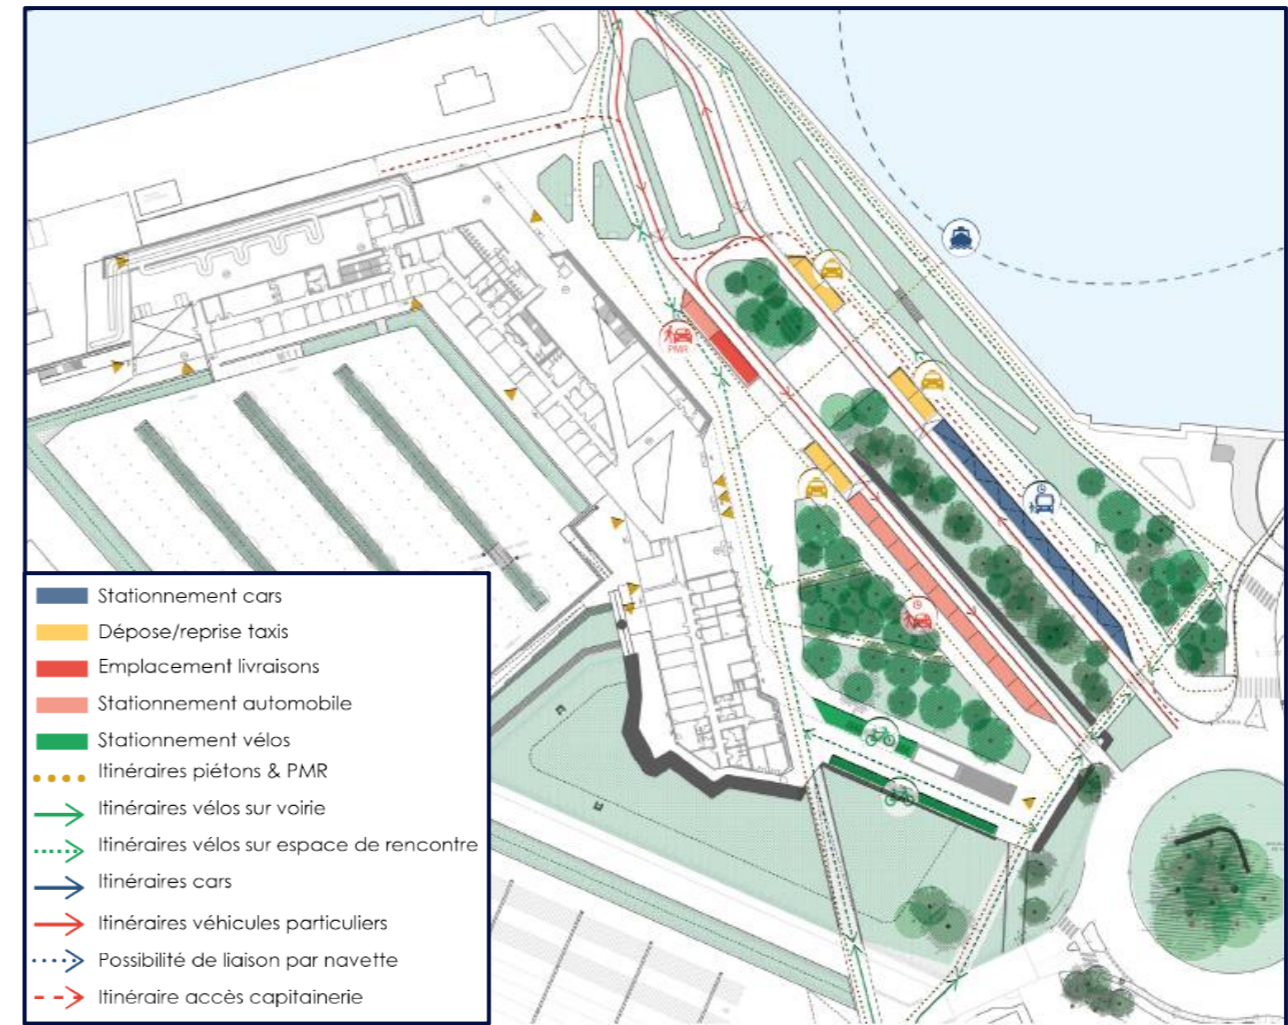 PMR
Stationnement cars
Dépose/reprise taxis
Emplacement livraisons
Stationnement automobile
Stationnement vélos
Itinéraires piétons & PMR
Itinéraires vélos sur voirie
Itinéraires vélos sur espace de rencontre
Itinéraires cars
Itinéraires véhicules particuliers
Possibilité de liaison par navette
Itinéraire accès capitainerie